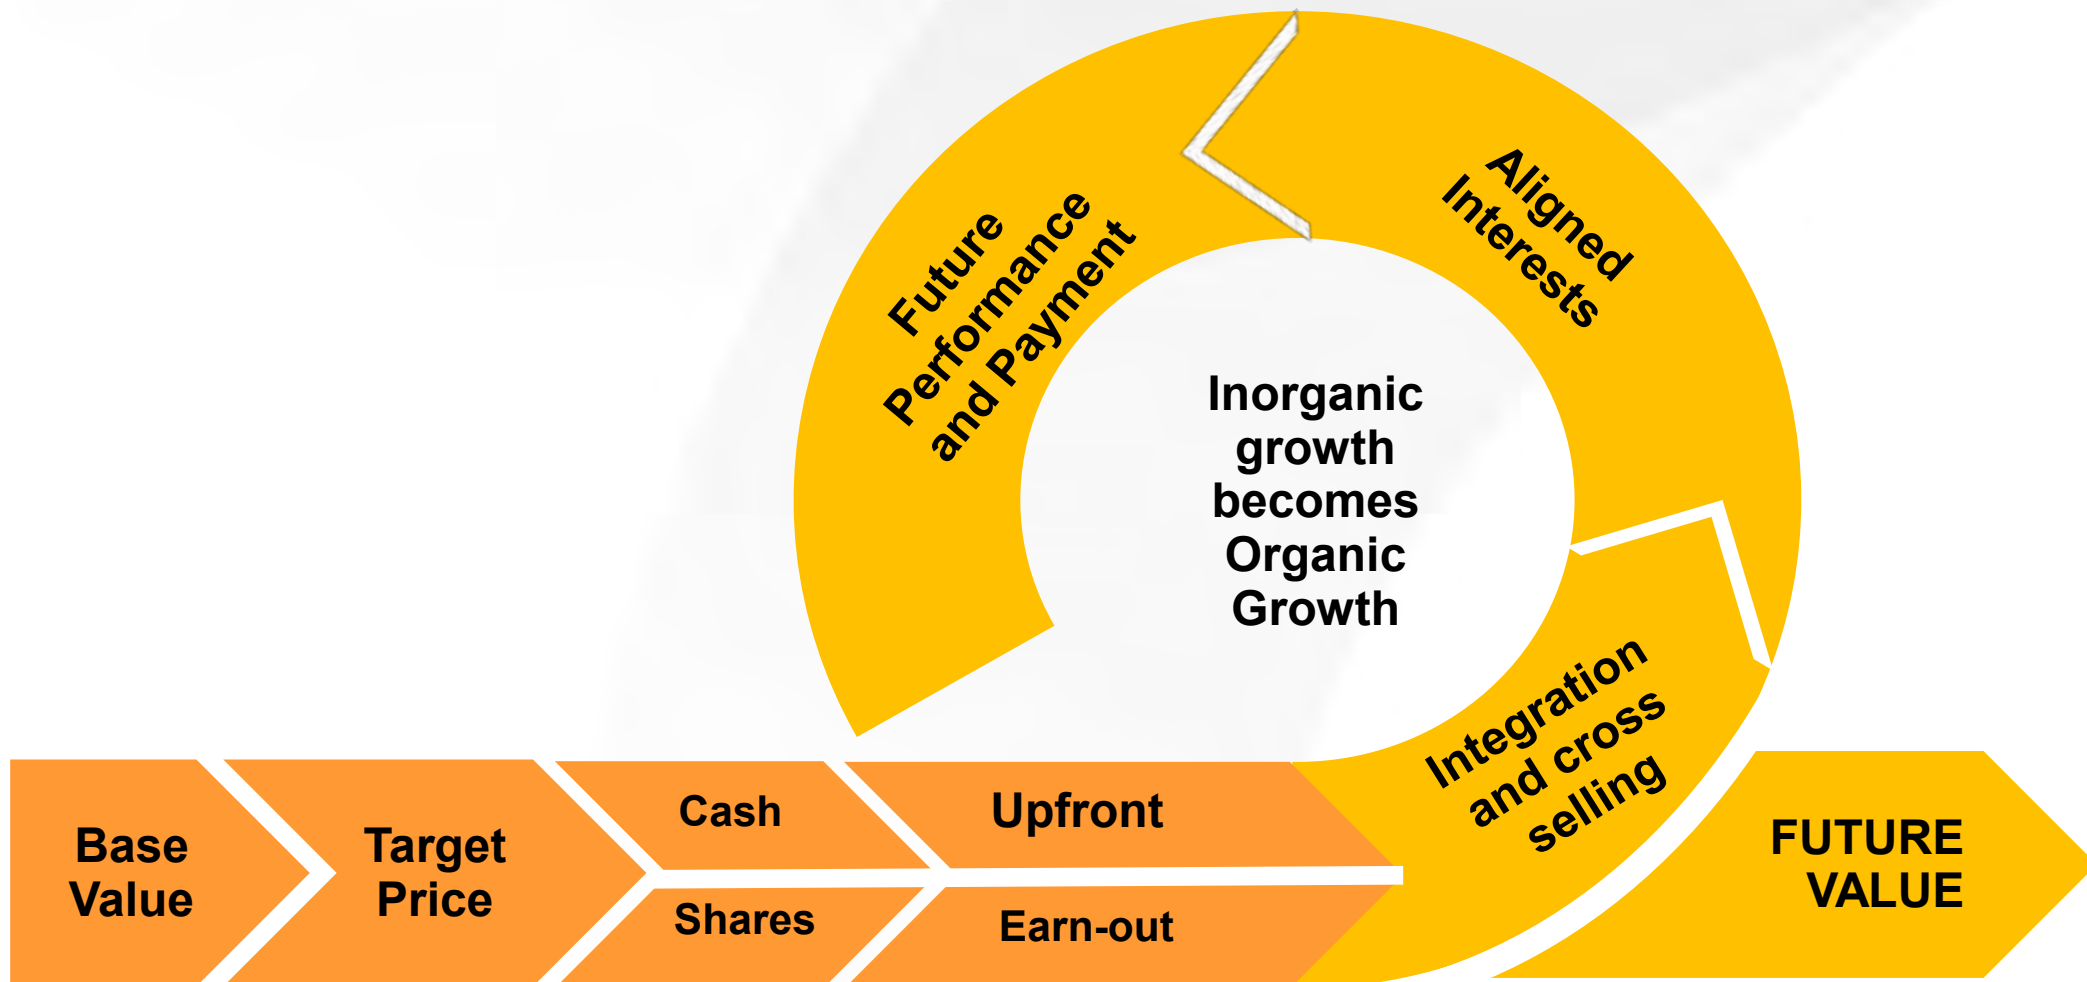 Base
Value
Target
Price
Cash
Shares
Upfront
Earn-out
Integration
and cross
selling
Aligned
Interests
Future
Performance
and Payment
Inorganic
growth
becomes
Organic
Growth
FUTURE
VALUE